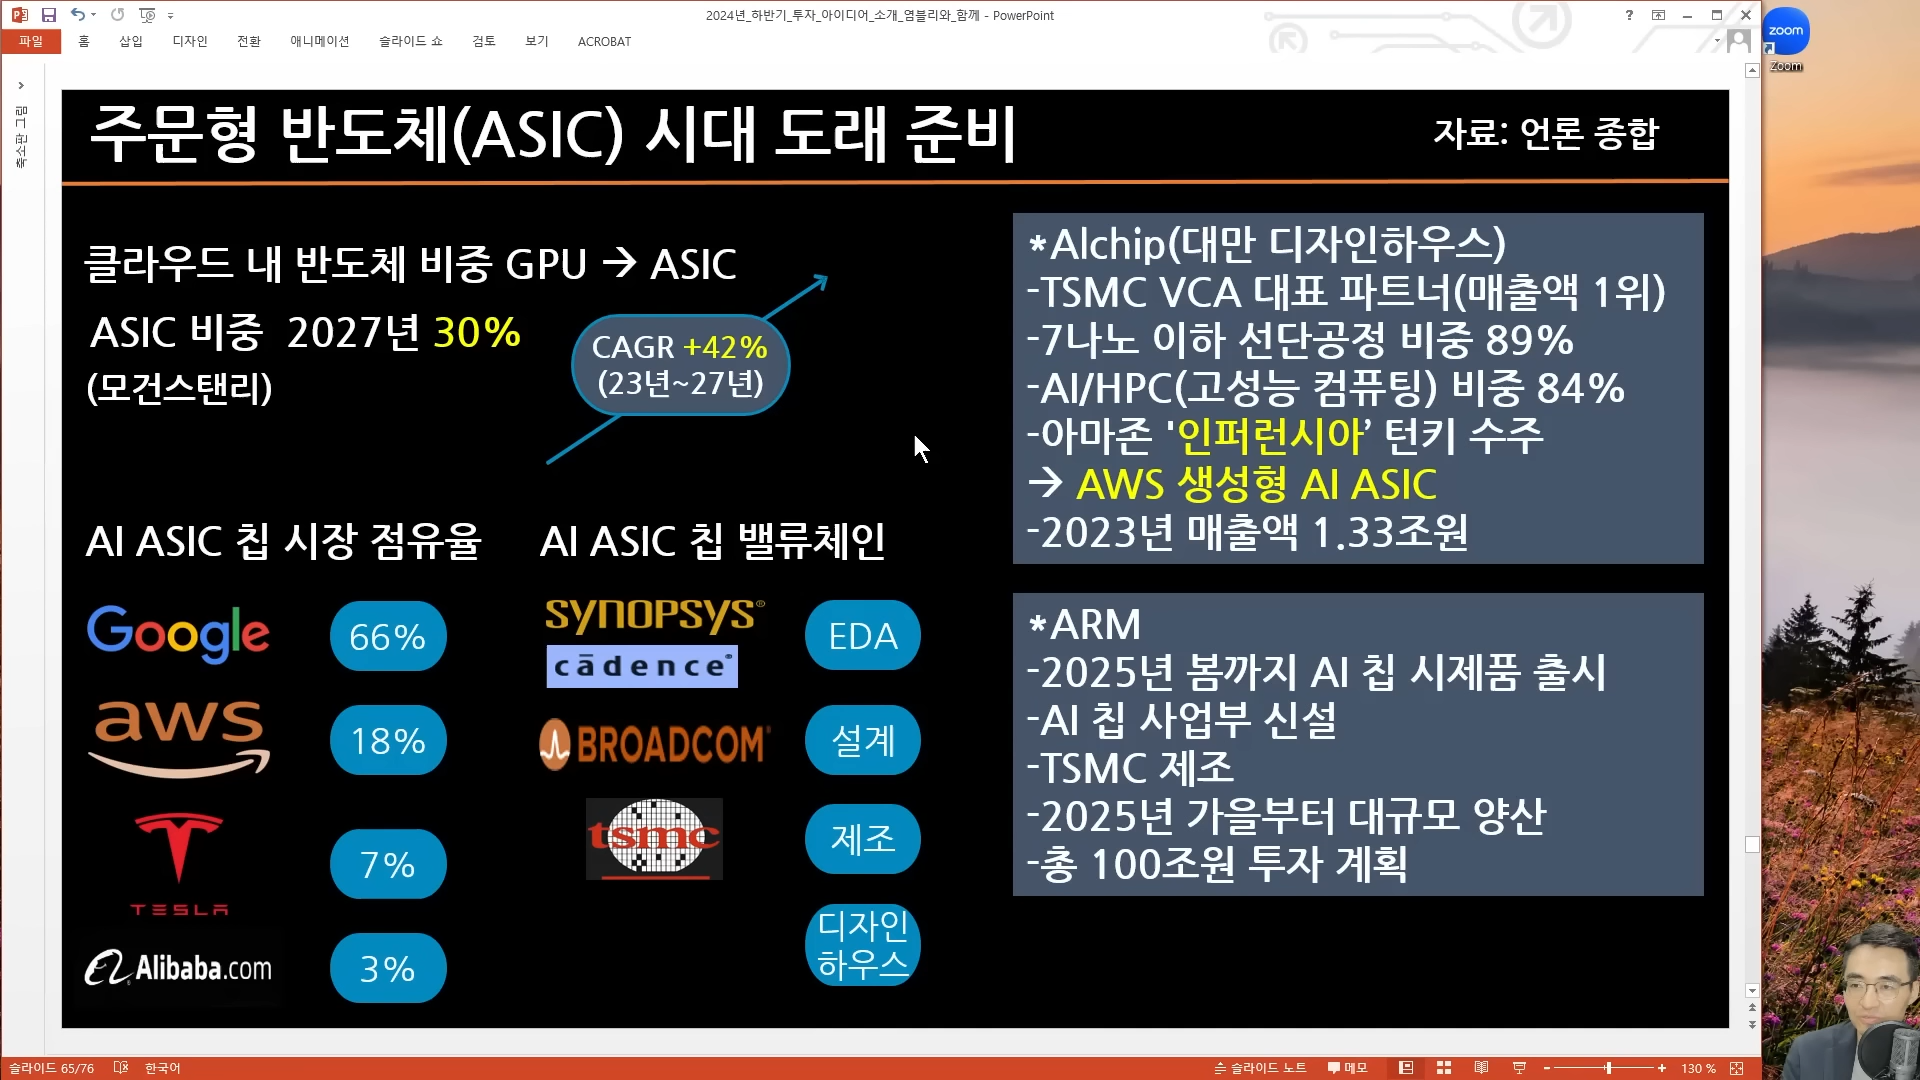 2024년_하반기_투자_아이디어_소개_염블리와_함께 - PowerPoint
파일 홈 삽입 디자인 전환 애니메이션 슬라이드 쇼 검토 보기 ACROBAT
zoom
Zoom
축소판 그림
주문형 반도체(ASIC) 시대 도래 준비
자료: 언론 종합
클라우드 내 반도체 비중 GPU → ASIC
ASIC 비중 2027년 30%
(모건스탠리)
CAGR +42%
(23년~27년)
AI ASIC 칩 시장 점유율
Google 66%
aws 18%
TESLA 7%
Alibaba.com 3%
AI ASIC 칩 밸류체인
SYNOPSYS®
cādence®
EDA
BROADCOM 설계
tsmc 제조
디자인
하우스
*Alchip(대만 디자인하우스)
-TSMC VCA 대표 파트너(매출액 1위)
-7나노 이하 선단공정 비중 89%
-AI/HPC(고성능 컴퓨팅) 비중 84%
-아마존 '인퍼런시아’ 턴키 수주
→ AWS 생성형 AI ASIC
-2023년 매출액 1.33조원
*ARM
-2025년 봄까지 AI 칩 시제품 출시
-AI 칩 사업부 신설
-TSMC 제조
-2025년 가을부터 대규모 양산
-총 100조원 투자 계획
슬라이드 65/76 한국어 슬라이드 노트 메모 130 %